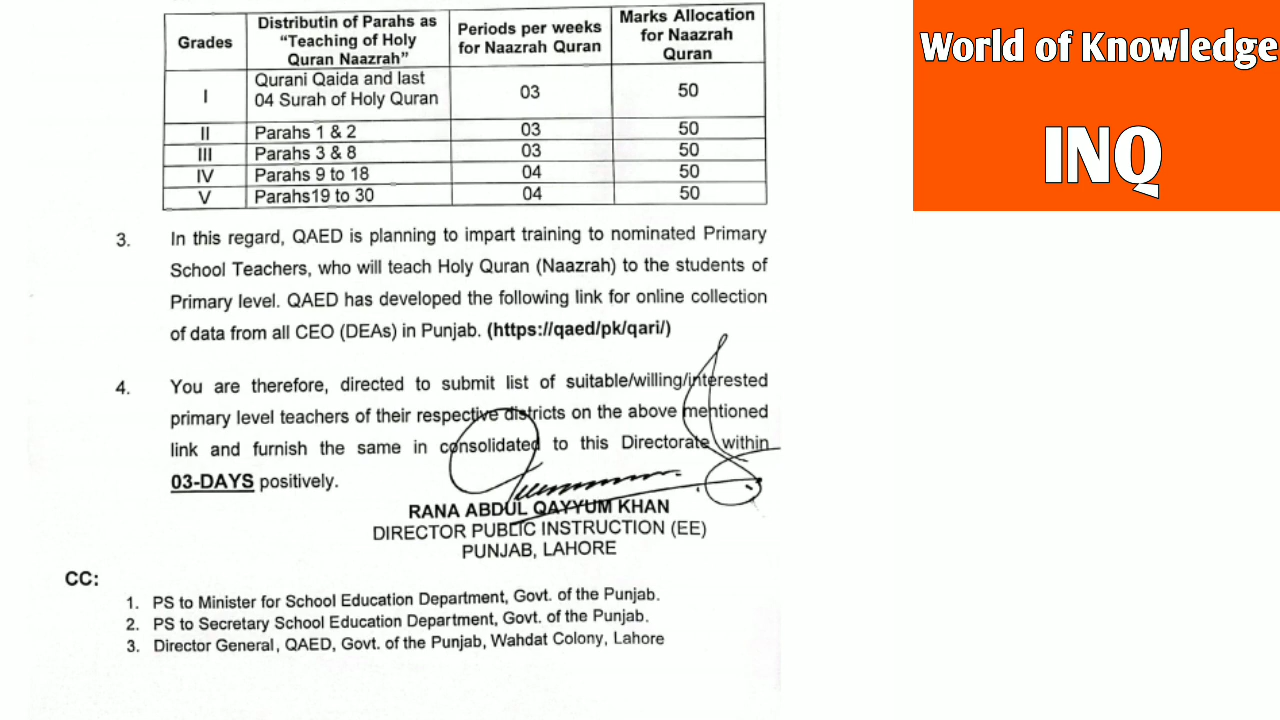 Grades
Distributin of Parahs as
“Teaching of Holy
Quran Naazrah”
Periods per weeks
for Naazrah Quran
Marks Allocation
for Naazrah
Quran
I
Qurani Qaida and last
04 Surah of Holy Quran
03
50
II Parahs 1 & 2 03 50
III Parahs 3 & 8 03 50
IV Parahs 9 to 18 04 50
V Parahs19 to 30 04 50
3. In this regard, QAED is planning to impart training to nominated Primary
School Teachers, who will teach Holy Quran (Naazrah) to the students of
Primary level. QAED has developed the following link for online collection
of data from all CEO (DEAs) in Punjab. (https://qaed/pk/qari/)
4. You are therefore, directed to submit list of suitable/willing/interested
primary level teachers of their respective districts on the above mentioned
link and furnish the same in consolidated to this Directorate within
03-DAYS positively.
RANA ABDUL QAYYUM KHAN
DIRECTOR PUBLIC INSTRUCTION (EE)
PUNJAB, LAHORE
CC:
1. PS to Minister for School Education Department, Govt. of the Punjab.
2. PS to Secretary School Education Department, Govt. of the Punjab.
3. Director General, QAED, Govt. of the Punjab, Wahdat Colony, Lahore
World of Knowledge
INQ